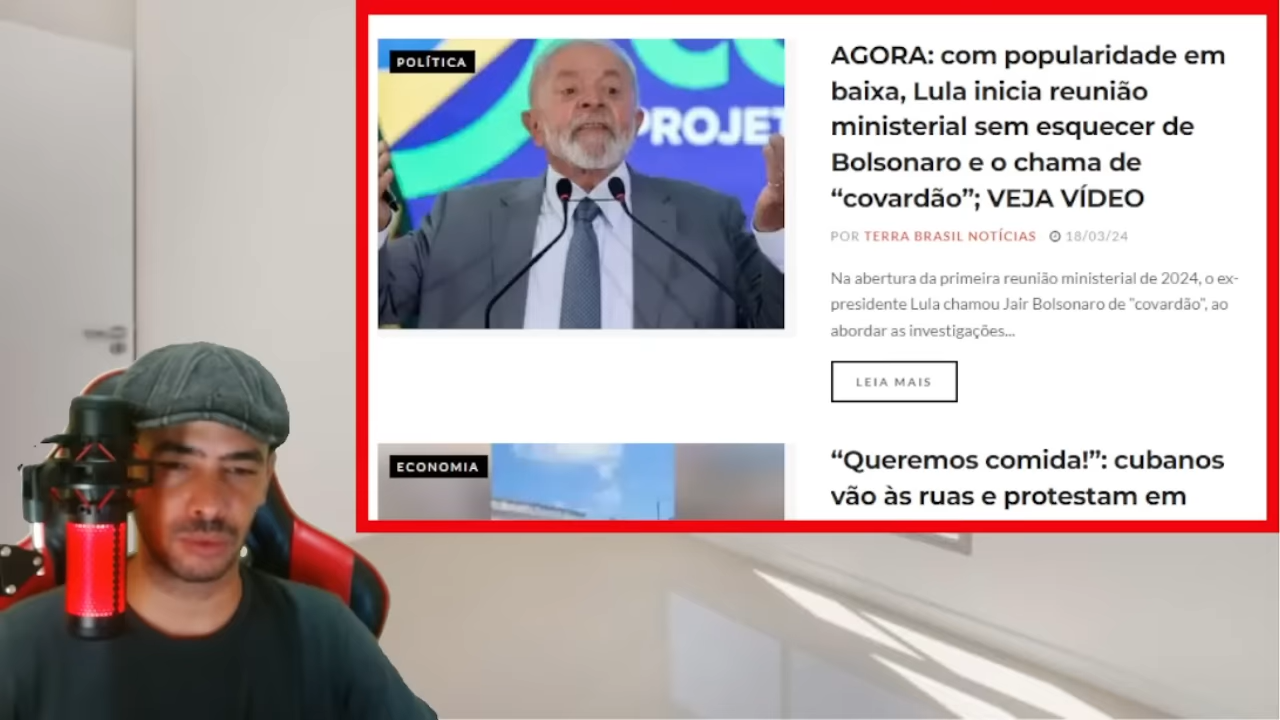 POLÍTICA
PROJET
AGORA: com popularidade em
baixa, Lula inicia reunião
ministerial sem esquecer de
Bolsonaro e o chama de
“covardão”; VEJA VÍDEO
POR TERRA BRASIL NOTÍCIAS 18/03/24
Na abertura da primeira reunião ministerial de 2024, o ex-
presidente Lula chamou Jair Bolsonaro de "covardão", ao
abordar as investigações...
LEIA MAIS
ECONOMIA
“Queremos comida!”: cubanos
vão às ruas e protestam em